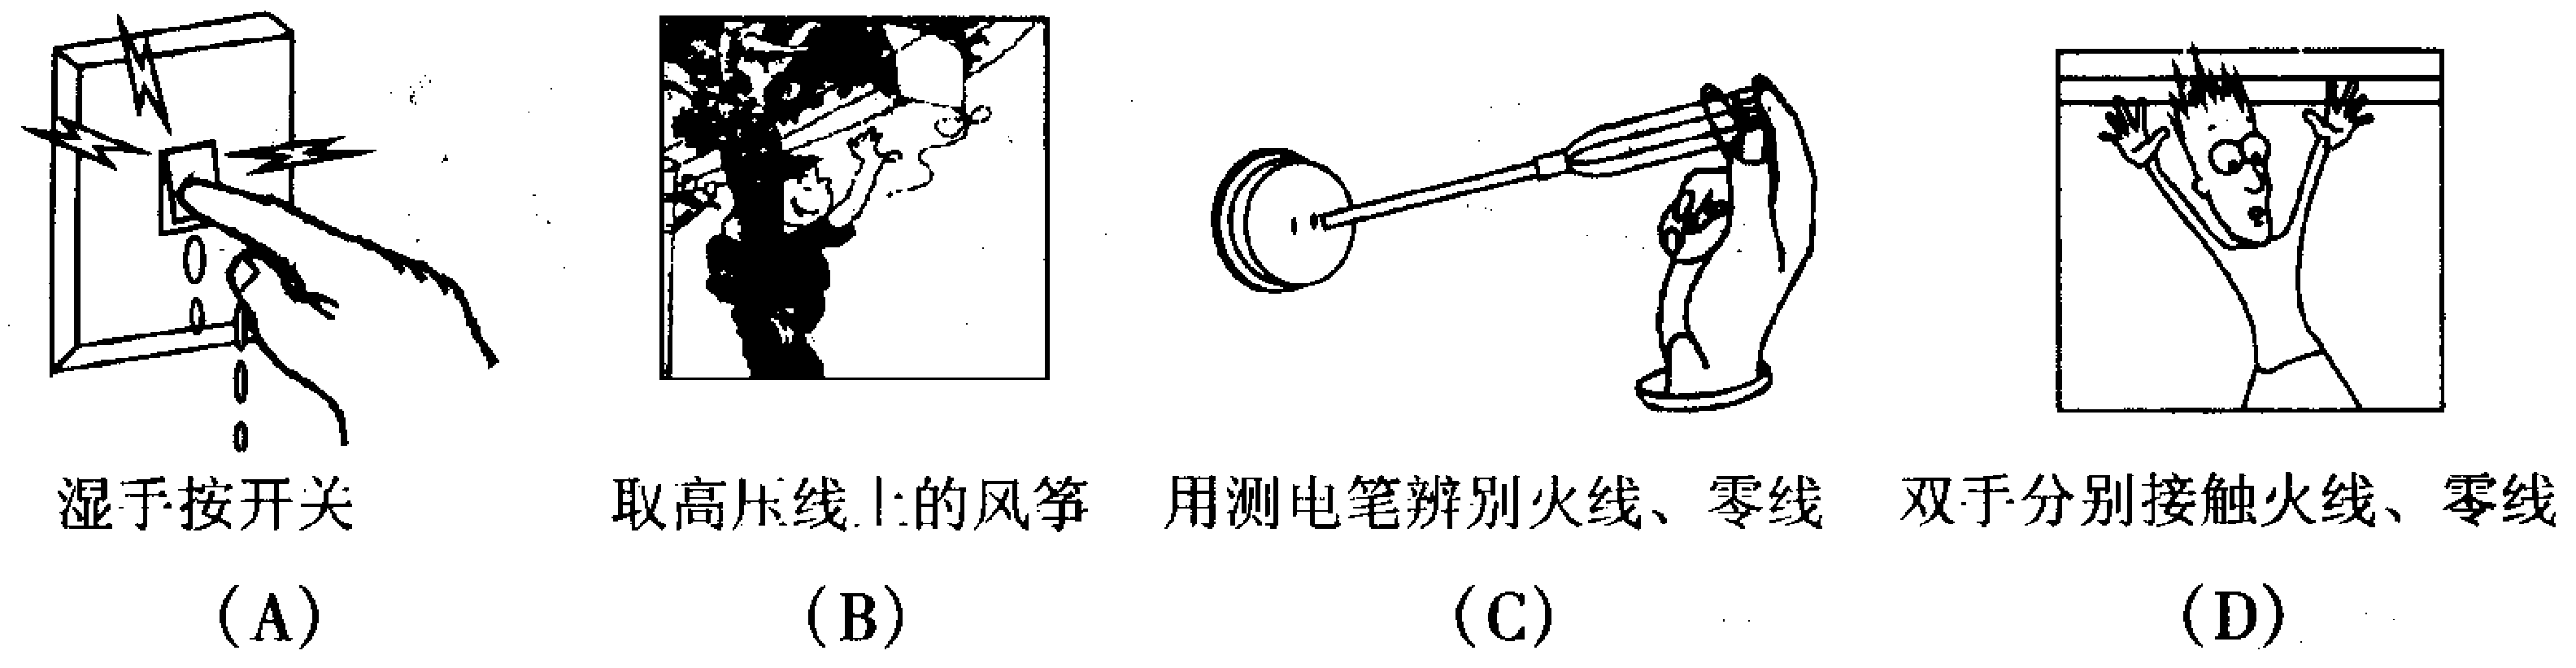 湿手按开关
取高压线上的风筝
用测电笔辨别火线、零线
双手分别接触火线、零线
(A)
(B)
(C)
(D)